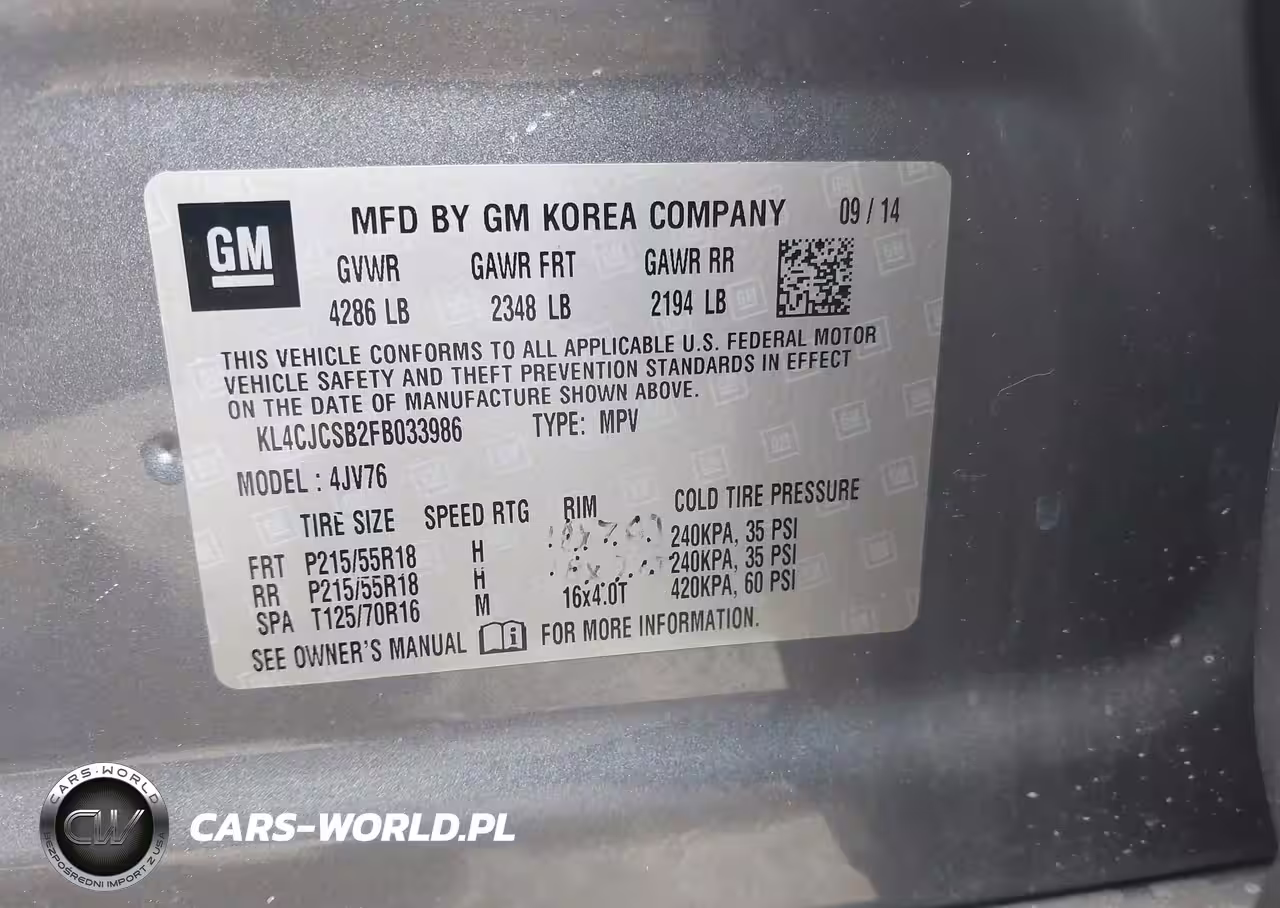 GM
MFD BY GM KOREA COMPANY 09 / 14
GVWR GAWR FRT GAWR RR
4286 LB 2348 LB 2194 LB
THIS VEHICLE CONFORMS TO ALL APPLICABLE U.S. FEDERAL MOTOR
VEHICLE SAFETY AND THEFT PREVENTION STANDARDS IN EFFECT
ON THE DATE OF MANUFACTURE SHOWN ABOVE.
KL4CJCSB2FB033986 TYPE: MPV
MODEL : 4JV76
TIRE SIZE SPEED RTG RIM COLD TIRE PRESSURE
FRT P215/55R18 H 240KPA, 35 PSI
RR P215/55R18 H 240KPA, 35 PSI
SPA T125/70R16 M 16x4.0T 420KPA, 60 PSI
SEE OWNER'S MANUAL FOR MORE INFORMATION.
CARS-WORLD
CW
BEZPOŚREDNI IMPORT Z USA
CARS-WORLD.PL